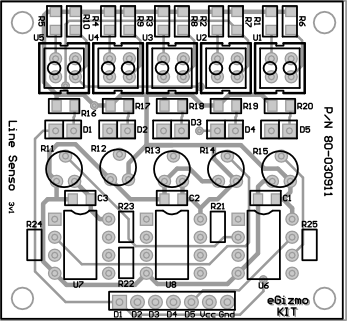 R5 R10 R4 R9 R3 R8 R2 R7 R1 R6
U5 U4 U3 U2 U1
R16 R17 R18 R19 R20
D1 D2 D3 D4 D5
R11 R12 R13 R14 R15
C3 C2 C1
R24 R23 R21 R25
R22
U7 U8 U6
D1 D2 D3 D4 D5 Vcc Gnd
eGizmo
KIT
Line Senso
P/N 80-030911